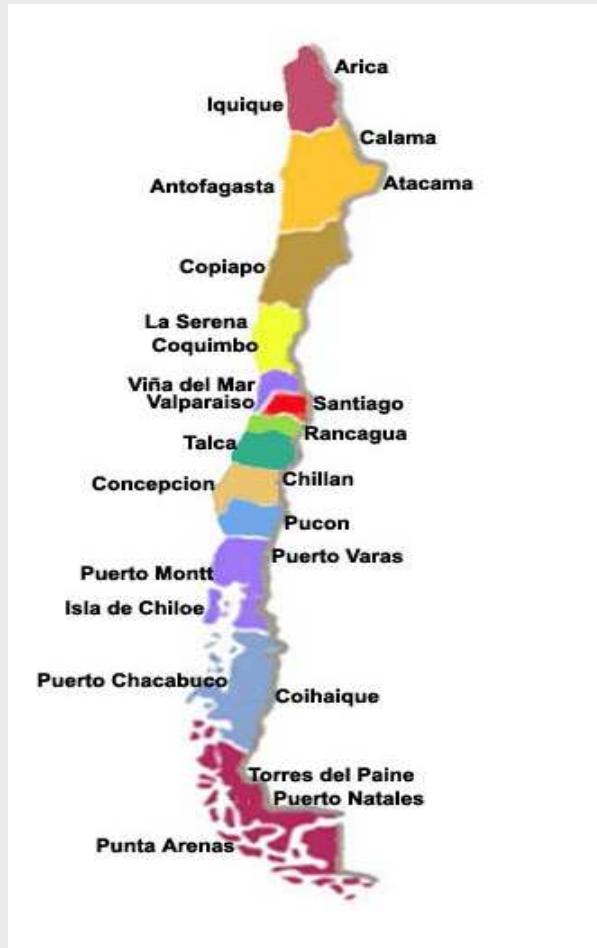 Arica
Iquique
Calama
Atacama
Antofagasta
Copiapo
La Serena
Coquimbo
Viña del Mar
Valparaiso
Santiago
Rancagua
Talca
Chillan
Concepcion
Pucon
Puerto Varas
Puerto Montt
Isla de Chiloe
Puerto Chacabuco
Coihaique
Torres del Paine
Puerto Natales
Punta Arenas